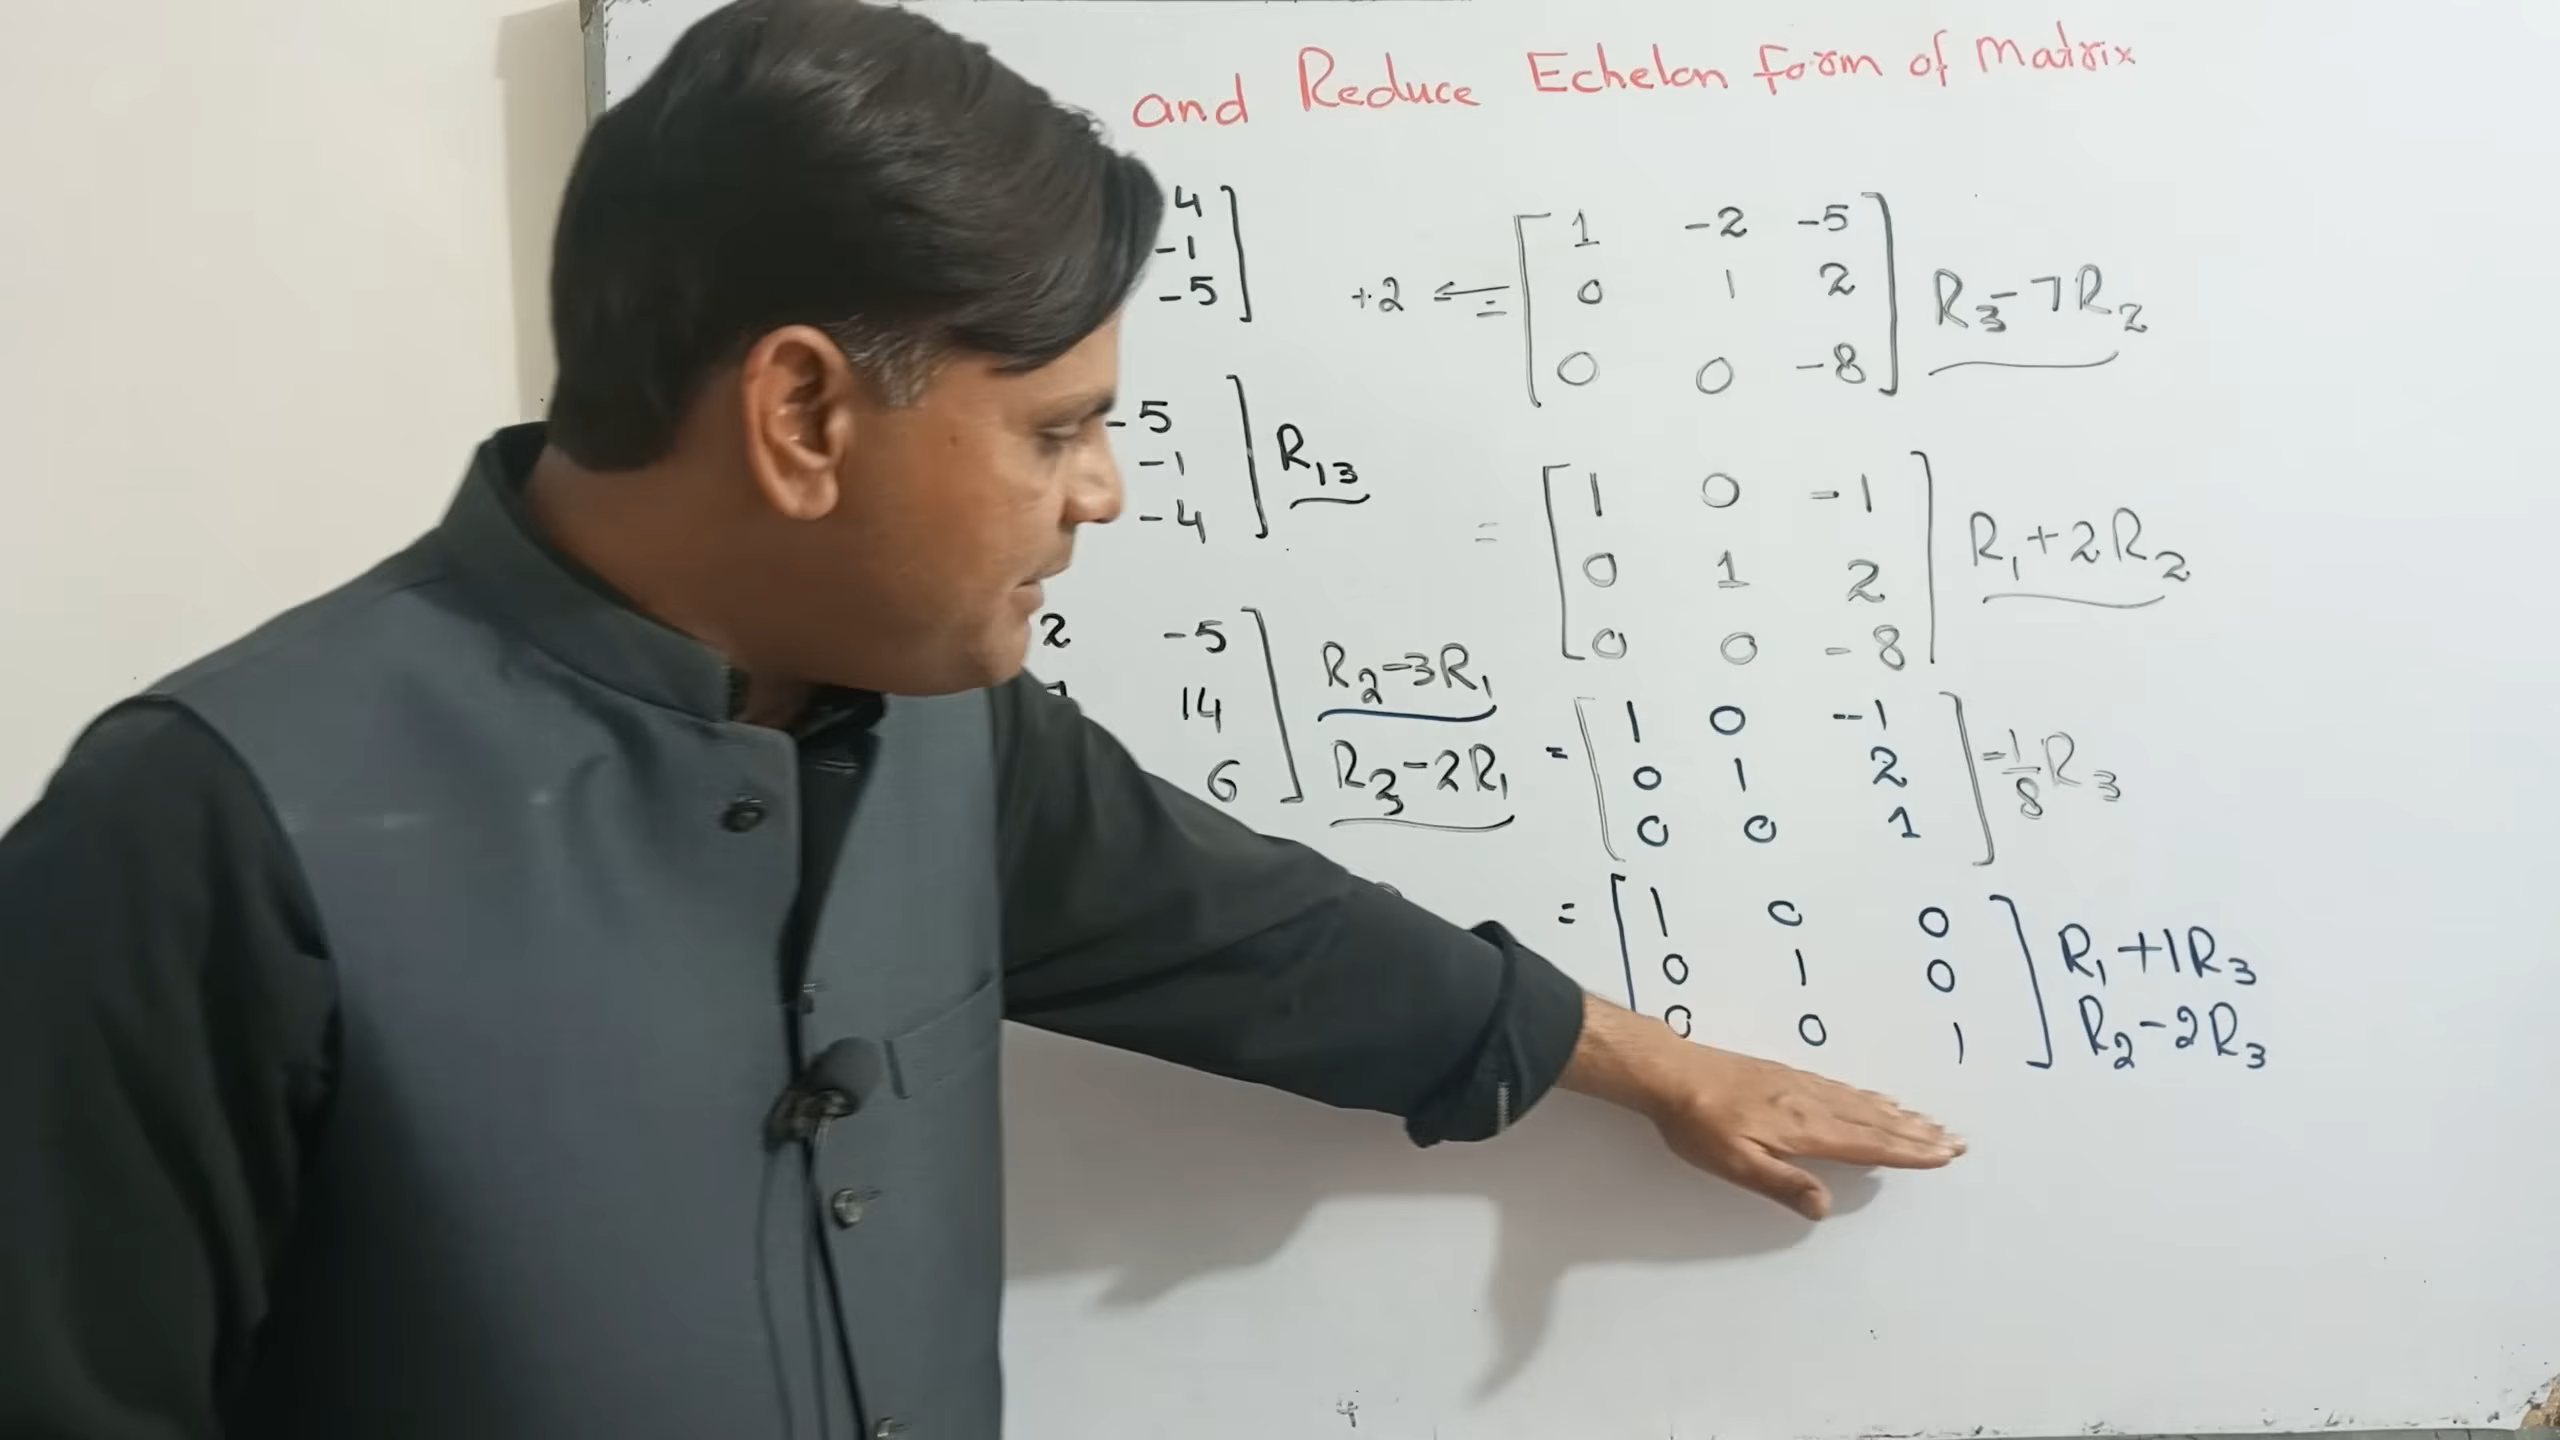 and Reduce Echelon form of Matrix
4
-1
-5
-5
-1
-4
R13
2 -5
14
6
R2-3R1
R3-2R1
+2 ← =
1 -2 -5
0 1 2
0 0 -8
R3-7R2
=
1 0 -1
0 1 2
0 0 -8
R1+2R2
=
1 0 -1
0 1 2
0 0 1
-1/8 R3
=
1 0 0
0 1 0
0 0 1
R1+1R3
R2-2R3